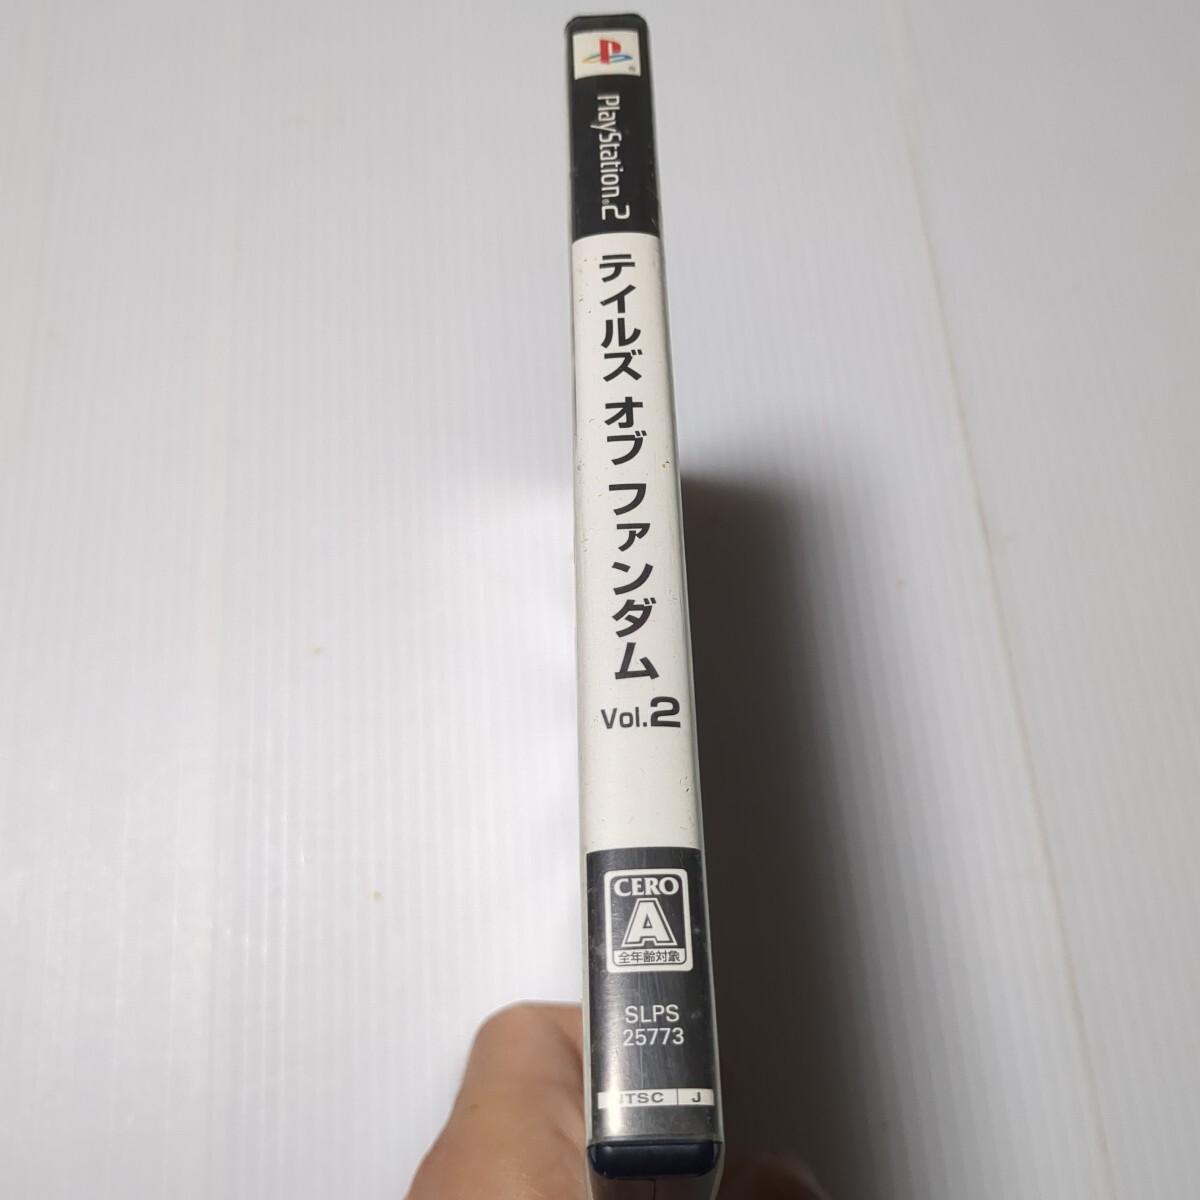 PlayStation®2
テイルズ オブ ファンダム
Vol.2
CERO
A
全年齢対象
SLPS
25773
NTSC J